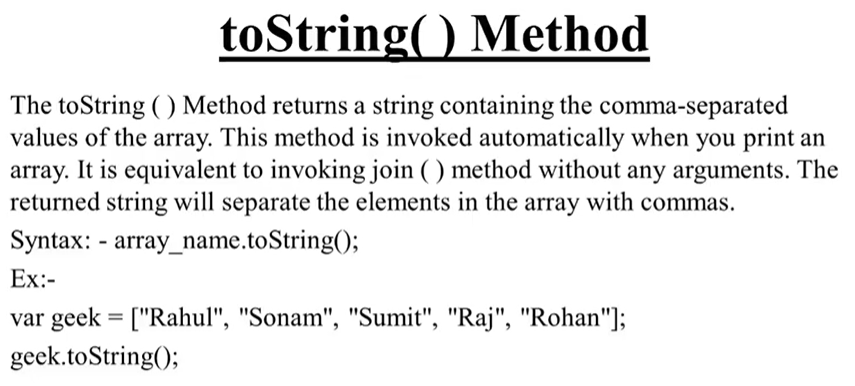 toString( ) Method
The toString ( ) Method returns a string containing the comma-separated
values of the array. This method is invoked automatically when you print an
array. It is equivalent to invoking join ( ) method without any arguments. The
returned string will separate the elements in the array with commas.
Syntax: - array_name.toString();
Ex:-
var geek = ["Rahul", "Sonam", "Sumit", "Raj", "Rohan"];
geek.toString();